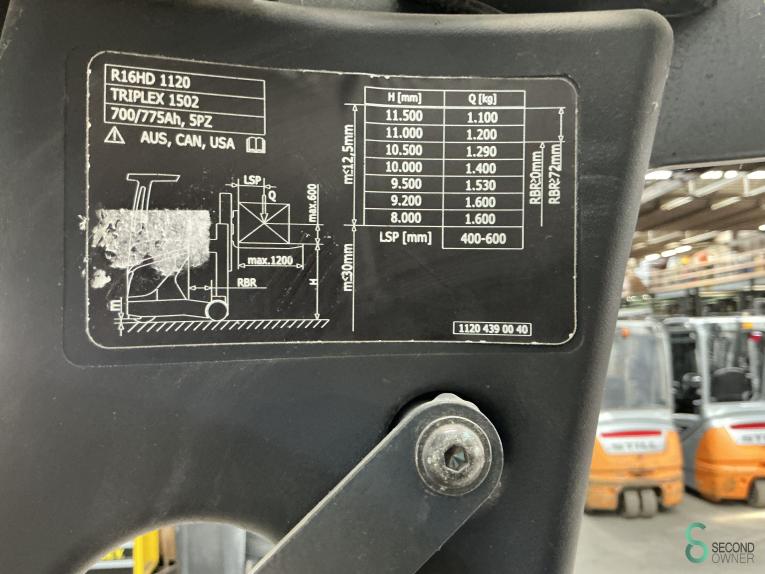 R16HD 1120
TRIPLEX 1502
700/775Ah, 5PZ
AUS, CAN, USA
LSP
Q
max.600
max.1200
H
RBR
m
m≤12,5mm
m≤30mm
H [mm] Q [kg]
11.500 1.100
11.000 1.200
10.500 1.290
10.000 1.400
9.500 1.530
9.200 1.600
8.000 1.600
LSP [mm] 400-600
RBR≥0mm
RBR≥72mm
1120 439 00 40
STILL
STILL
SECOND
OWNER